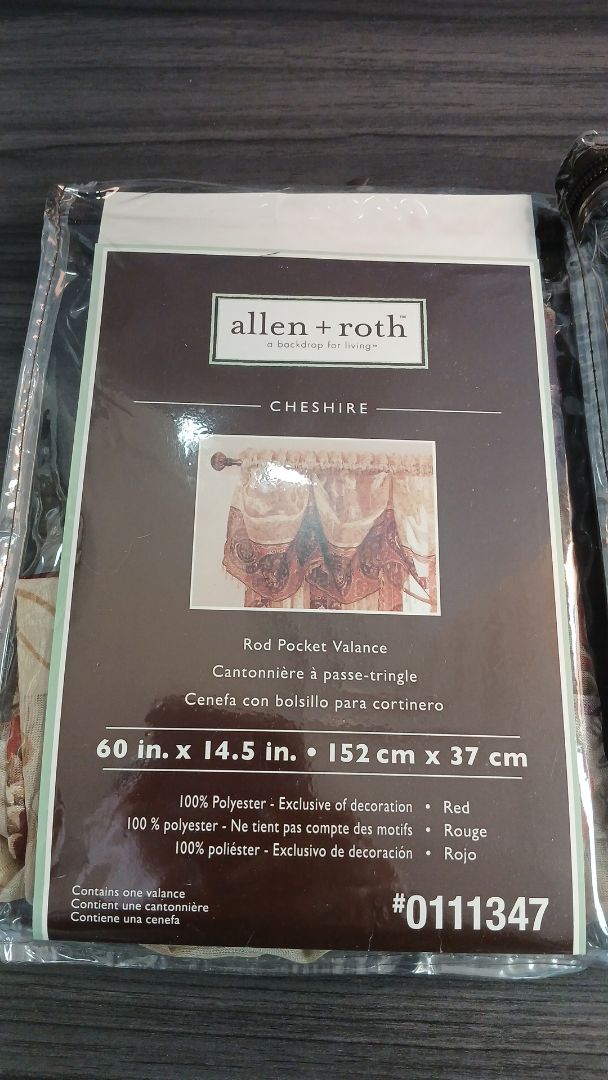 allen + roth™
a backdrop for living™
CHESHIRE
Rod Pocket Valance
Cantonnière à passe-tringle
Cenefa con bolsillo para cortinero
60 in. x 14.5 in. • 152 cm x 37 cm
100% Polyester - Exclusive of decoration • Red
100 % polyester - Ne tient pas compte des motifs • Rouge
100% poliéster - Exclusivo de decoración • Rojo
Contains one valance
Contient une cantonnière
Contiene una cenefa
#0111347